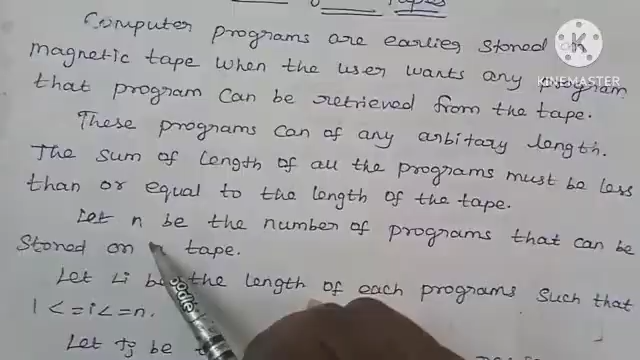 Tapes
Computer programs are earlier stored on
magnetic tape when the user wants any program
that program can be retrieved from the tape.
These programs can of any arbitary length.
The sum of length of all the programs must be less
than or equal to the length of the tape.
Let n be the number of programs that can be
stored on tape.
Let Li be the length of each programs such that
1 <= i <= n.
Let Tj be
KINEMASTER